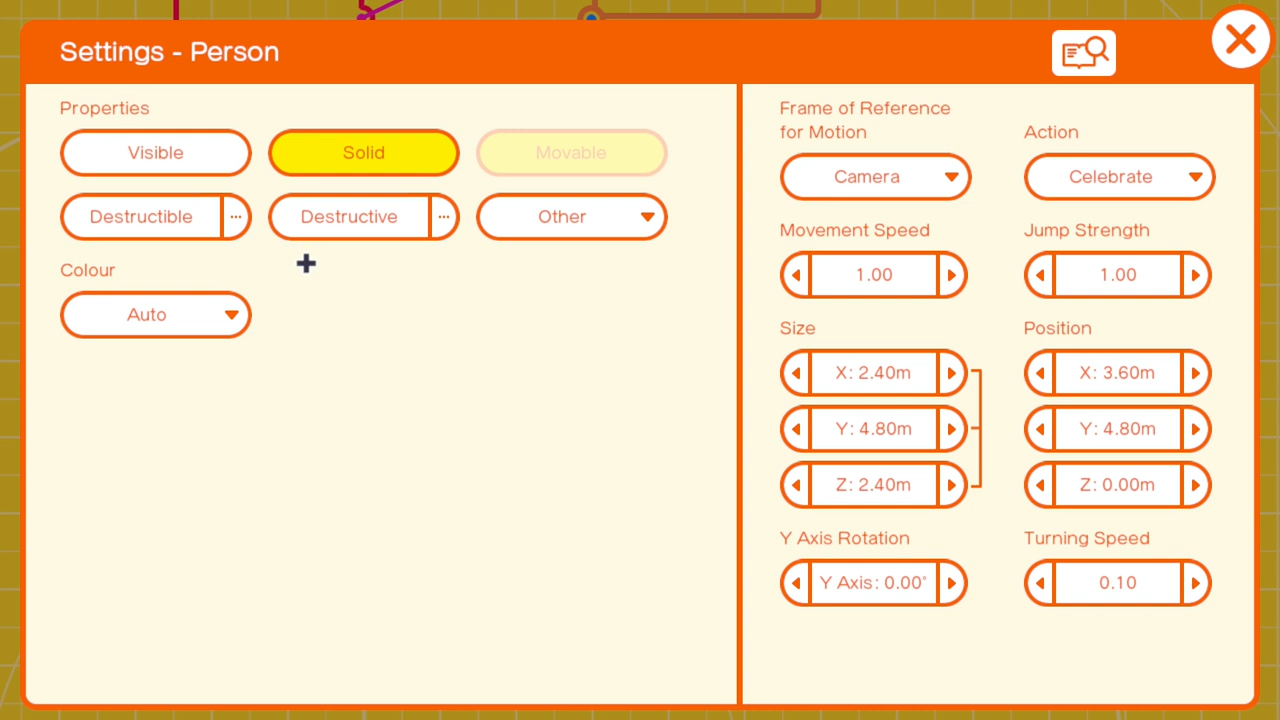 Settings - Person
Properties
Visible
Solid
Movable
Destructible ...
Destructive ...
Other
Colour
Auto
Frame of Reference
for Motion
Camera
Action
Celebrate
Movement Speed
1.00
Jump Strength
1.00
Size
X: 2.40m
Y: 4.80m
Z: 2.40m
Position
X: 3.60m
Y: 4.80m
Z: 0.00m
Y Axis Rotation
Y Axis: 0.00°
Turning Speed
0.10